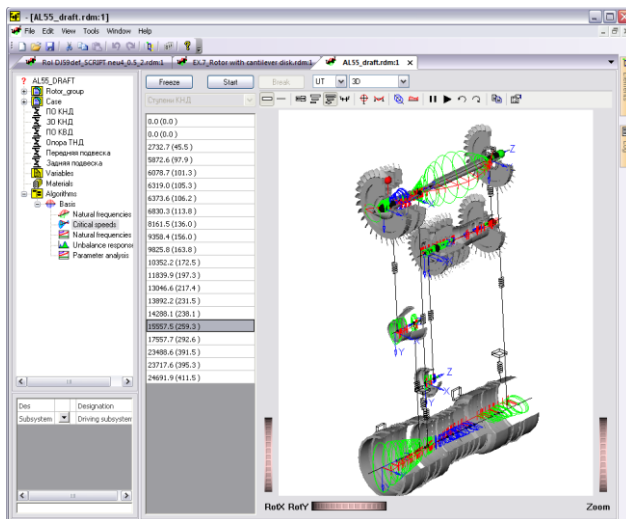 - [AL55_draft.rdm:1]
File Edit View Tools Window Help
Rol DJ59def_SCRIPT neu4_0.5_2.rdm:1 EX.7_Rotor with cantilever disk.rdm:1 AL55_draft.rdm:1
AL55_DRAFT
Rotor_group
Case
ПО КНД
ЗО КНД
ПО КВД
Опора ТНД
Передняя подвеска
Задняя подвеска
Variables
Materials
Algorithms
Basis
Natural frequencies
Critical speeds
Natural frequencies
Unbalance response
Parameter analysis
Des Designation
Subsystem Driving subsystem
Freeze Start Break UT 3D
Ступени КНД
0.0 (0.0 )
0.0 (0.0 )
2732.7 (45.5 )
5872.6 (97.9 )
6078.7 (101.3 )
6319.0 (105.3 )
6373.6 (106.2 )
6830.3 (113.8 )
8161.5 (136.0 )
9358.4 (156.0 )
9825.8 (163.8 )
10352.2 (172.5 )
11839.9 (197.3 )
13046.6 (217.4 )
13892.2 (231.5 )
14288.1 (238.1 )
15557.5 (259.3 )
17557.7 (292.6 )
23488.6 (391.5 )
23717.6 (395.3 )
24691.9 (411.5 )
Z
Y
Z
X
Y
RotX RotY Zoom